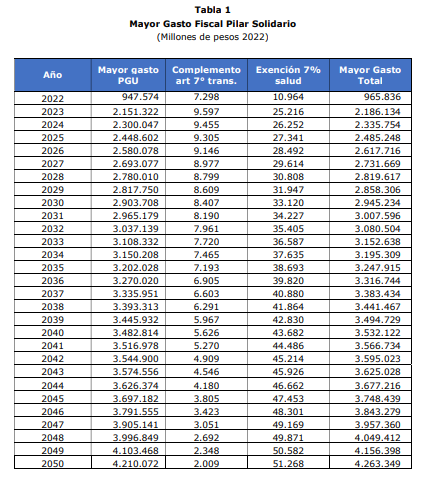 Tabla 1
Mayor Gasto Fiscal Pilar Solidario
(Millones de pesos 2022)
Año Mayor gasto PGU Complemento art 7° trans. Exención 7% salud Mayor Gasto Total
2022 947.574 7.298 10.964 965.836
2023 2.151.322 9.597 25.216 2.186.134
2024 2.300.047 9.455 26.252 2.335.754
2025 2.448.602 9.305 27.341 2.485.248
2026 2.580.078 9.146 28.492 2.617.716
2027 2.693.077 8.977 29.614 2.731.669
2028 2.780.010 8.799 30.808 2.819.617
2029 2.817.750 8.609 31.947 2.858.306
2030 2.903.708 8.407 33.120 2.945.234
2031 2.965.179 8.190 34.227 3.007.596
2032 3.037.139 7.961 35.405 3.080.504
2033 3.108.332 7.720 36.587 3.152.638
2034 3.150.208 7.465 37.635 3.195.309
2035 3.202.028 7.193 38.693 3.247.915
2036 3.270.020 6.905 39.820 3.316.744
2037 3.335.951 6.603 40.880 3.383.434
2038 3.393.313 6.291 41.864 3.441.467
2039 3.445.932 5.967 42.830 3.494.729
2040 3.482.814 5.626 43.682 3.532.122
2041 3.516.978 5.270 44.486 3.566.734
2042 3.544.900 4.909 45.214 3.595.023
2043 3.574.556 4.546 45.926 3.625.028
2044 3.626.374 4.180 46.662 3.677.216
2045 3.697.182 3.805 47.453 3.748.439
2046 3.791.555 3.423 48.301 3.843.279
2047 3.905.141 3.051 49.169 3.957.360
2048 3.996.849 2.692 49.871 4.049.412
2049 4.103.468 2.348 50.582 4.156.398
2050 4.210.072 2.009 51.268 4.263.349